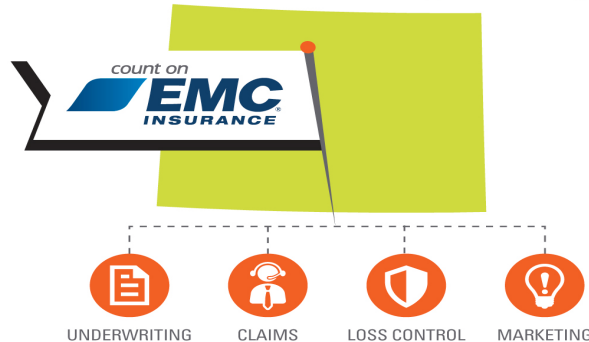 count on
EMC®
INSURANCE
UNDERWRITING
CLAIMS
LOSS CONTROL
MARKETING